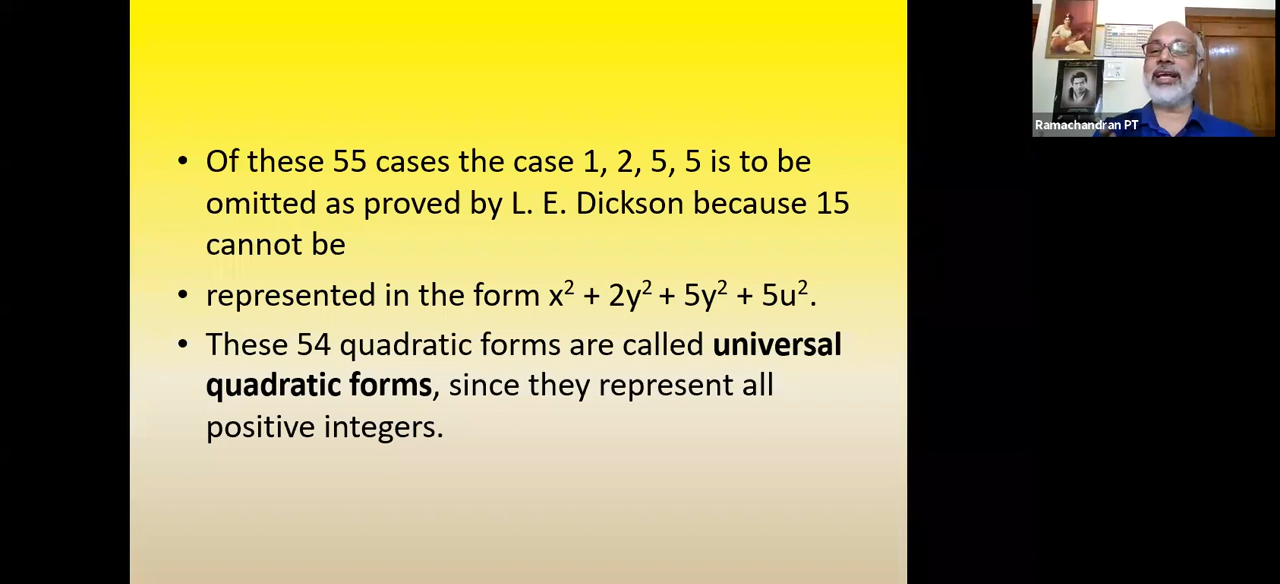 • Of these 55 cases the case 1, 2, 5, 5 is to be
omitted as proved by L. E. Dickson because 15
cannot be
• represented in the form x² + 2y² + 5y² + 5u².
• These 54 quadratic forms are called universal
quadratic forms, since they represent all
positive integers.
Ramachandran PT